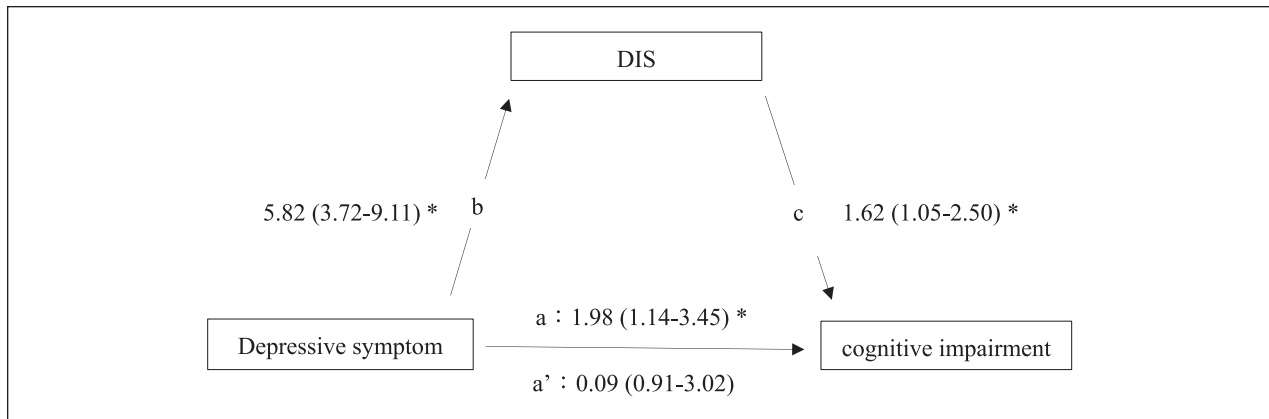 DIS
5.82 (3.72-9.11) * b
c 1.62 (1.05-2.50) *
a：1.98 (1.14-3.45) *
Depressive symptom
cognitive impairment
a’：0.09 (0.91-3.02)